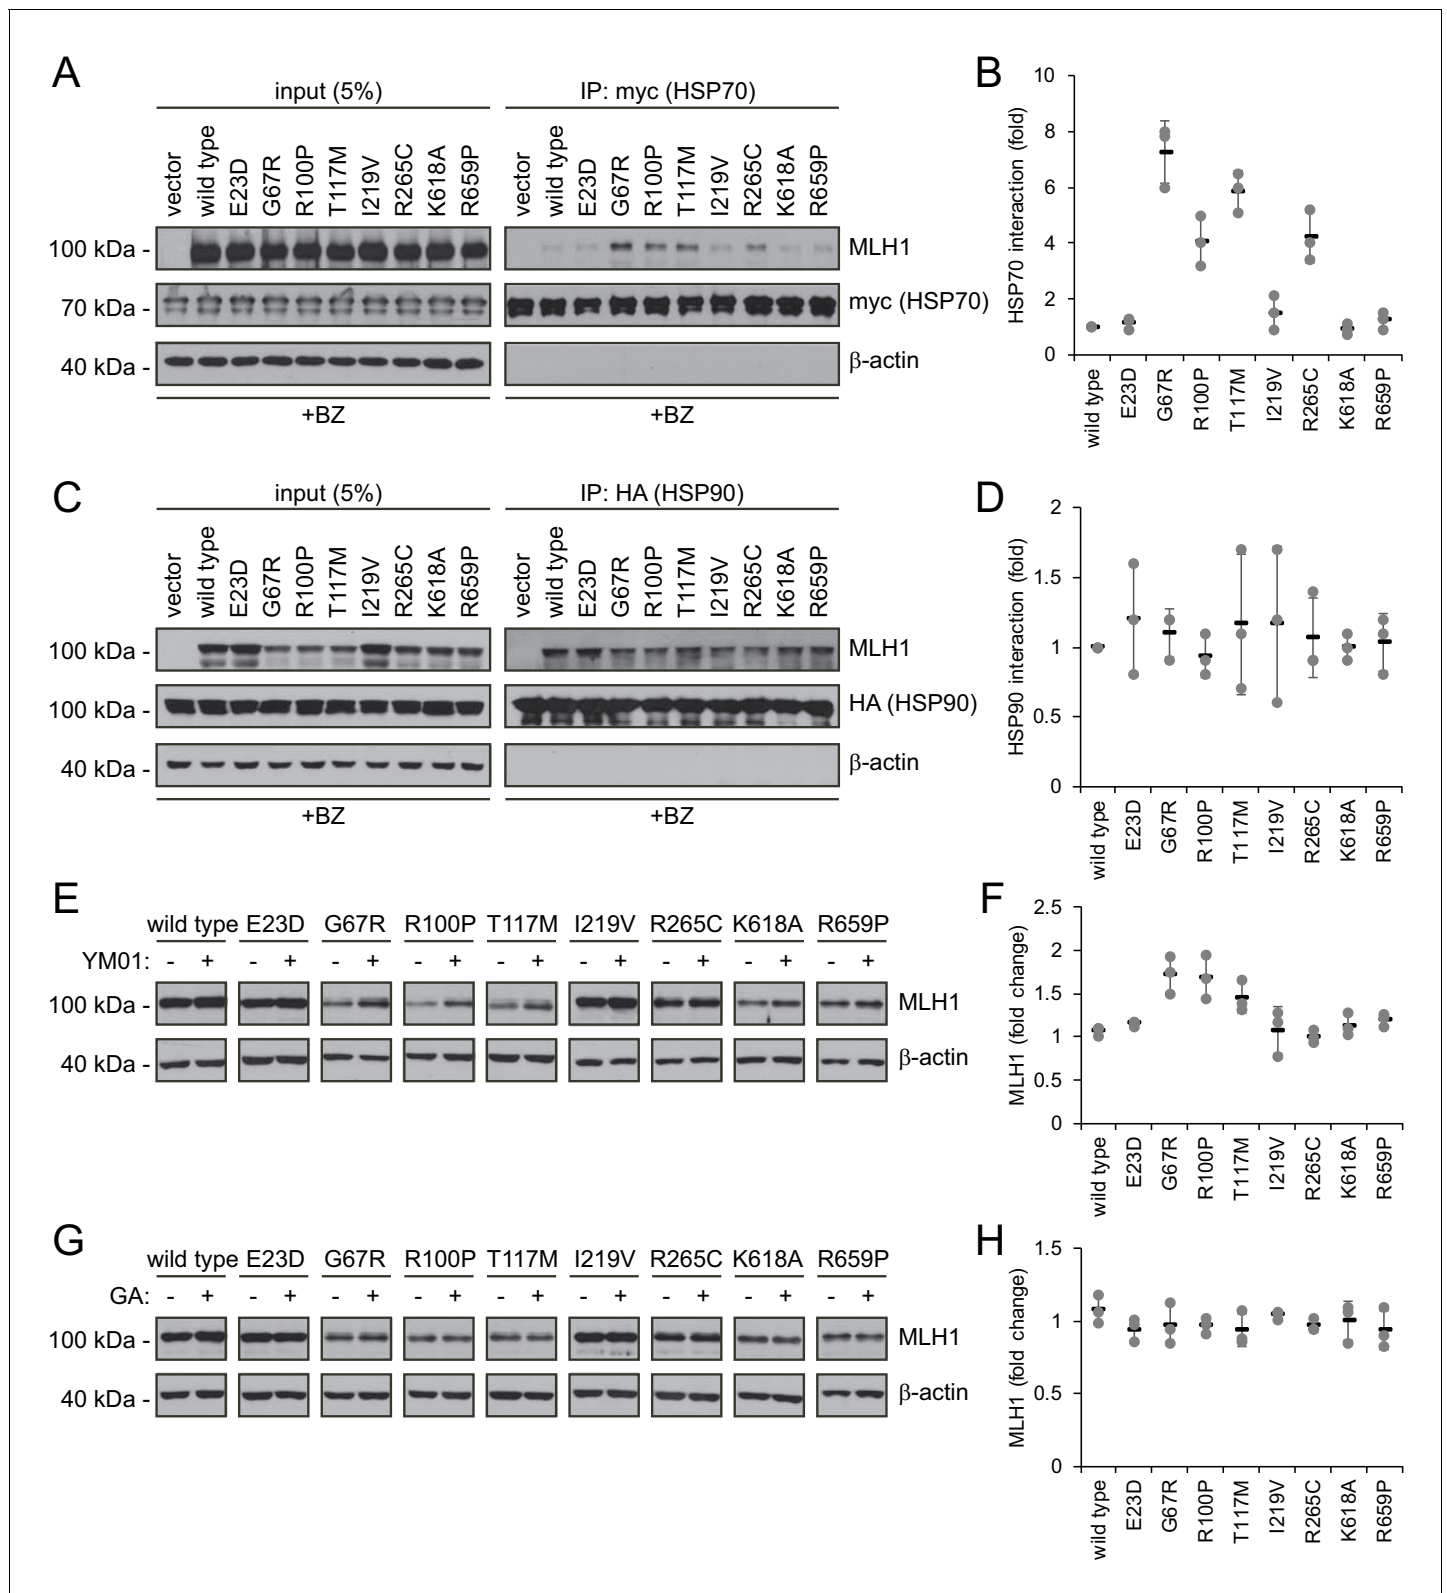 A
input (5%)
IP: myc (HSP70)
vector
wild type
E23D
G67R
R100P
T117M
I219V
R265C
K618A
R659P
vector
wild type
E23D
G67R
R100P
T117M
I219V
R265C
K618A
R659P
100 kDa -
MLH1
70 kDa -
myc (HSP70)
40 kDa -
β-actin
+BZ
+BZ
B
HSP70 interaction (fold)
10
8
6
4
2
0
wild type
E23D
G67R
R100P
T117M
I219V
R265C
K618A
R659P
C
input (5%)
IP: HA (HSP90)
vector
wild type
E23D
G67R
R100P
T117M
I219V
R265C
K618A
R659P
vector
wild type
E23D
G67R
R100P
T117M
I219V
R265C
K618A
R659P
100 kDa -
MLH1
100 kDa -
HA (HSP90)
40 kDa -
β-actin
+BZ
+BZ
D
HSP90 interaction (fold)
2
1.5
1
0.5
0
wild type
E23D
G67R
R100P
T117M
I219V
R265C
K618A
R659P
E
wild type E23D G67R R100P T117M I219V R265C K618A R659P
YM01: - + - + - + - + - + - + - + - + - +
100 kDa -
MLH1
40 kDa -
β-actin
F
MLH1 (fold change)
2.5
2
1.5
1
0.5
0
wild type
E23D
G67R
R100P
T117M
I219V
R265C
K618A
R659P
G
wild type E23D G67R R100P T117M I219V R265C K618A R659P
GA: - + - + - + - + - + - + - + - + - +
100 kDa -
MLH1
40 kDa -
β-actin
H
MLH1 (fold change)
1.5
1
0.5
0
wild type
E23D
G67R
R100P
T117M
I219V
R265C
K618A
R659P